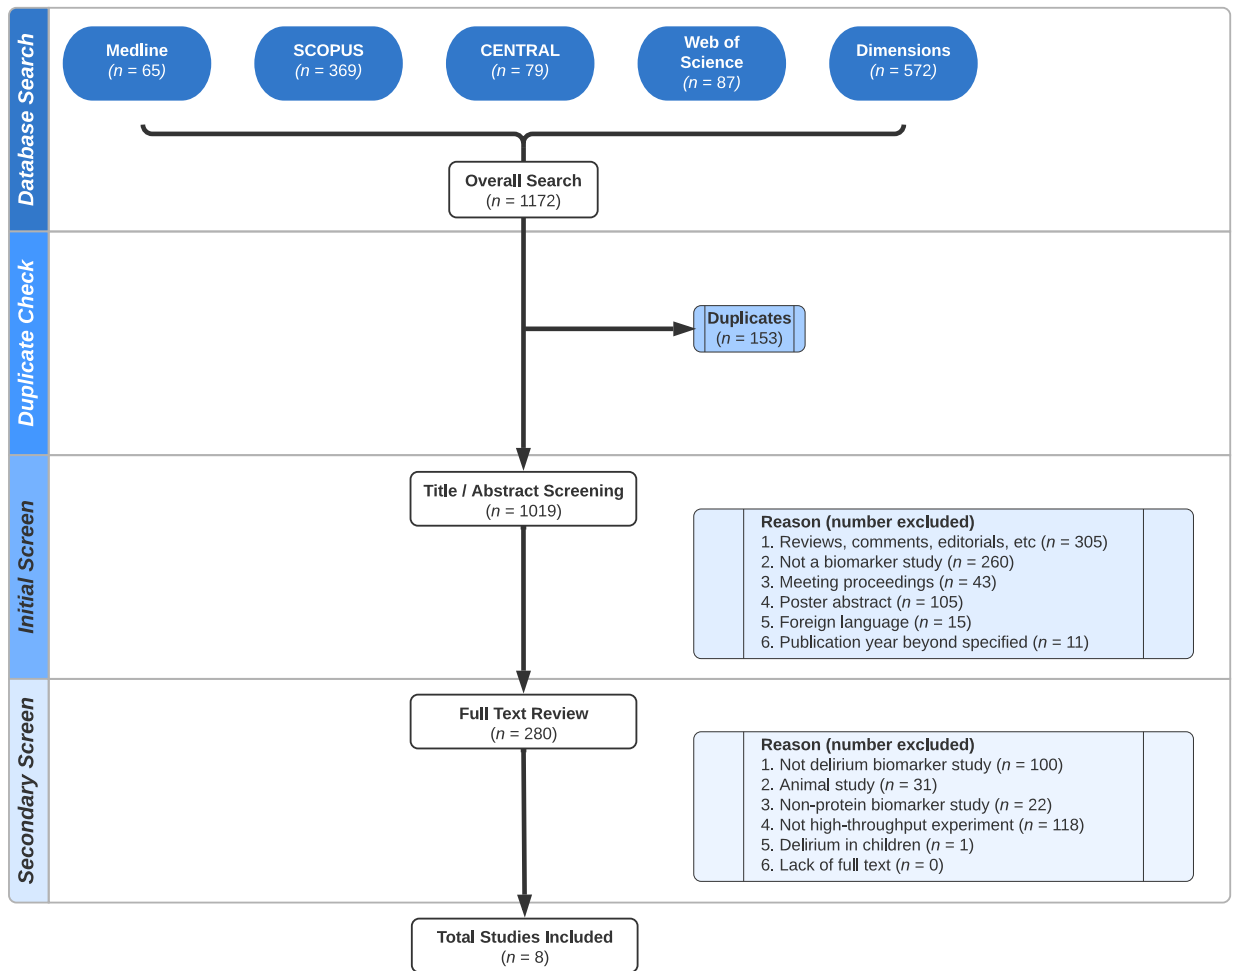 Database Search
Medline
(n = 65)
SCOPUS
(n = 369)
CENTRAL
(n = 79)
Web of
Science
(n = 87)
Dimensions
(n = 572)
Overall Search
(n = 1172)
Duplicate Check
Duplicates
(n = 153)
Initial Screen
Title / Abstract Screening
(n = 1019)
Reason (number excluded)
1. Reviews, comments, editorials, etc (n = 305)
2. Not a biomarker study (n = 260)
3. Meeting proceedings (n = 43)
4. Poster abstract (n = 105)
5. Foreign language (n = 15)
6. Publication year beyond specified (n = 11)
Secondary Screen
Full Text Review
(n = 280)
Reason (number excluded)
1. Not delirium biomarker study (n = 100)
2. Animal study (n = 31)
3. Non-protein biomarker study (n = 22)
4. Not high-throughput experiment (n = 118)
5. Delirium in children (n = 1)
6. Lack of full text (n = 0)
Total Studies Included
(n = 8)